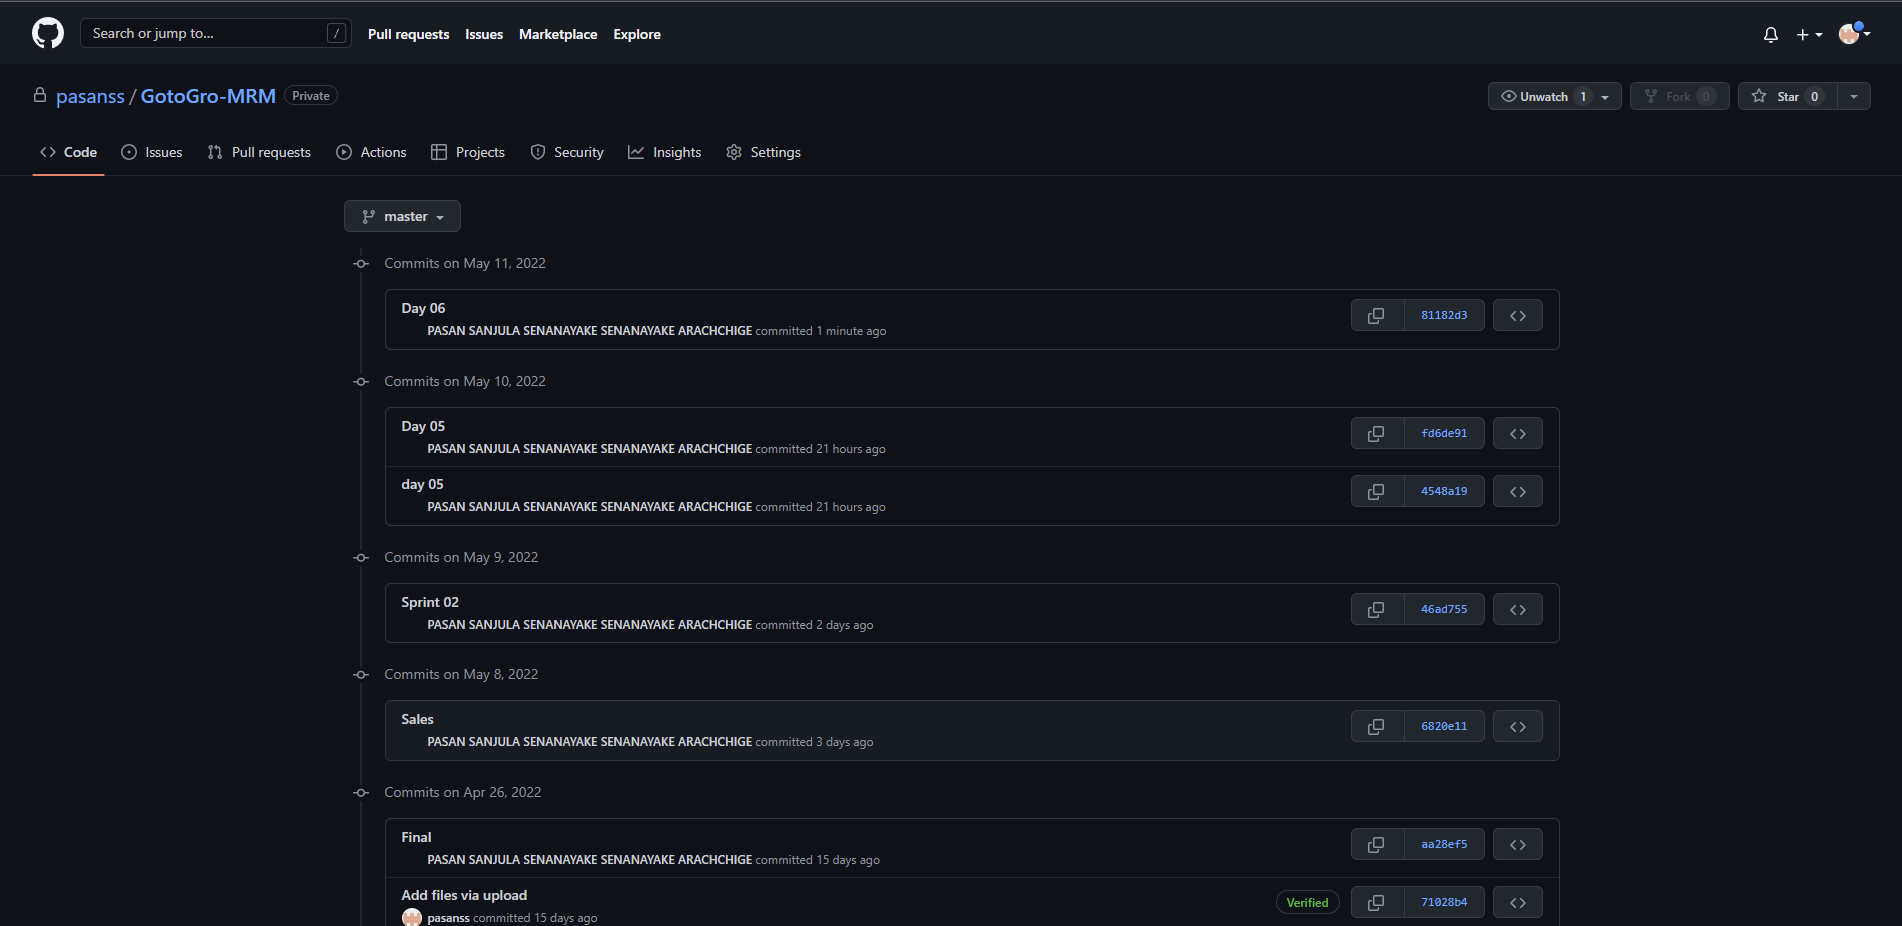 Search or jump to... /
Pull requests Issues Marketplace Explore
pasanss / GotoGro-MRM Private
Unwatch 1 Fork 0 Star 0
Code Issues Pull requests Actions Projects Security Insights Settings
master
Commits on May 11, 2022
Day 06
81182d3
PASAN SANJULA SENANAYAKE SENANAYAKE ARACHCHIGE committed 1 minute ago
Commits on May 10, 2022
Day 05
fd6de91
PASAN SANJULA SENANAYAKE SENANAYAKE ARACHCHIGE committed 21 hours ago
day 05
4548a19
PASAN SANJULA SENANAYAKE SENANAYAKE ARACHCHIGE committed 21 hours ago
Commits on May 9, 2022
Sprint 02
46ad755
PASAN SANJULA SENANAYAKE SENANAYAKE ARACHCHIGE committed 2 days ago
Commits on May 8, 2022
Sales
6820e11
PASAN SANJULA SENANAYAKE SENANAYAKE ARACHCHIGE committed 3 days ago
Commits on Apr 26, 2022
Final
aa28ef5
PASAN SANJULA SENANAYAKE SENANAYAKE ARACHCHIGE committed 15 days ago
Add files via upload
Verified 71028b4
pasanss committed 15 days ago